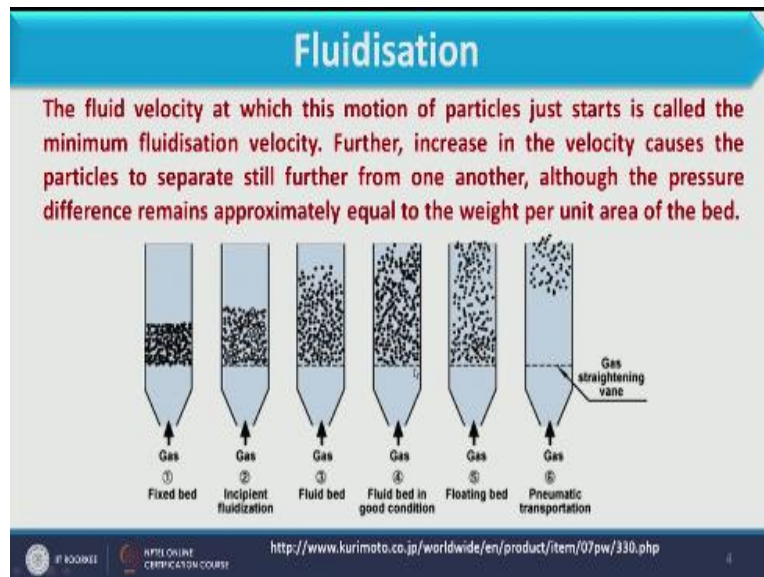 Fluidisation
The fluid velocity at which this motion of particles just starts is called the
minimum fluidisation velocity. Further, increase in the velocity causes the
particles to separate still further from one another, although the pressure
difference remains approximately equal to the weight per unit area of the bed.
Gas
straightening
vane
Gas Gas Gas Gas Gas Gas
① ② ③ ④ ⑤ ⑥
Fixed bed Incipient Fluid bed Fluid bed in Floating bed Pneumatic
fluidization good condition transportation
IT ROORKEE NPTEL ONLINE
CERTIFICATION COURSE
http://www.kurimoto.co.jp/worldwide/en/product/item/07pw/330.php
4